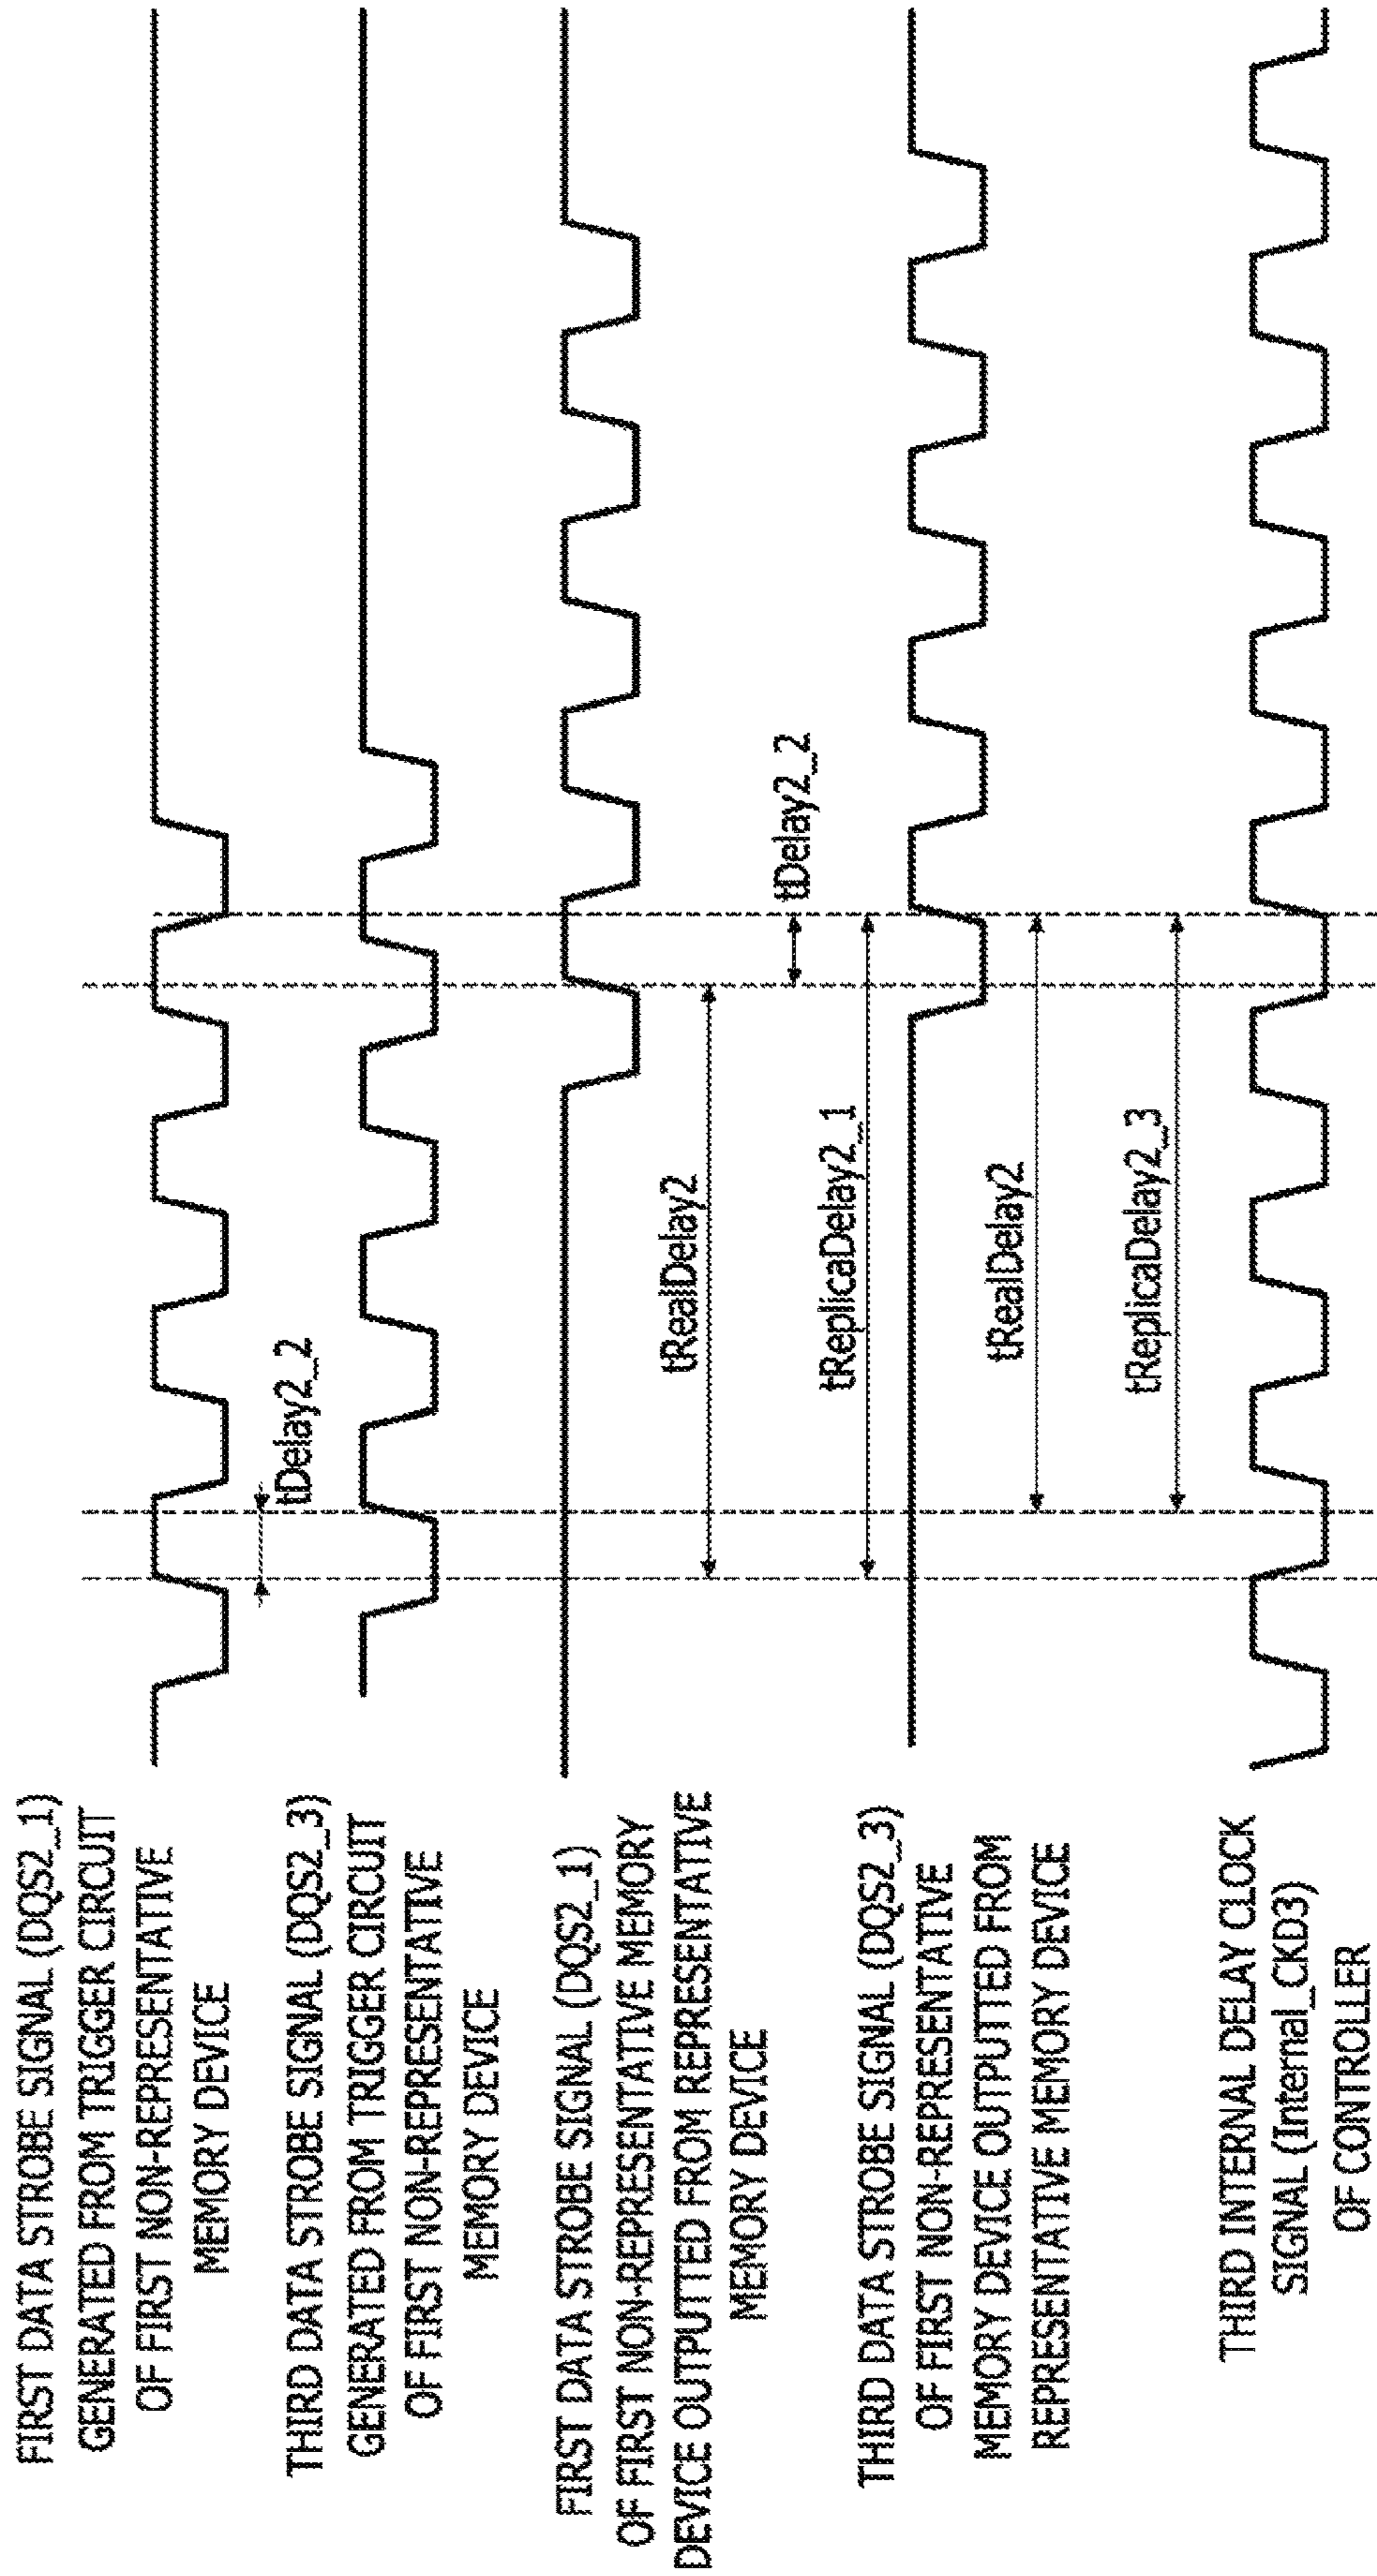 FIRST DATA STROBE SIGNAL (DQS2_1)
GENERATED FROM TRIGGER CIRCUIT
OF FIRST NON-REPRESENTATIVE
MEMORY DEVICE
tDelay2_2
THIRD DATA STROBE SIGNAL (DQS2_3)
GENERATED FROM TRIGGER CIRCUIT
OF FIRST NON-REPRESENTATIVE
MEMORY DEVICE
FIRST DATA STROBE SIGNAL (DQS2_1)
OF FIRST NON-REPRESENTATIVE MEMORY
DEVICE OUTPUTTED FROM REPRESENTATIVE
MEMORY DEVICE
tRealDelay2
tDelay2_2
tReplicaDelay2_1
THIRD DATA STROBE SIGNAL (DQS2_3)
OF FIRST NON-REPRESENTATIVE
MEMORY DEVICE OUTPUTTED FROM
REPRESENTATIVE MEMORY DEVICE
tRealDelay2
tReplicaDelay2_3
THIRD INTERNAL DELAY CLOCK
SIGNAL (Internal_CKD3)
OF CONTROLLER